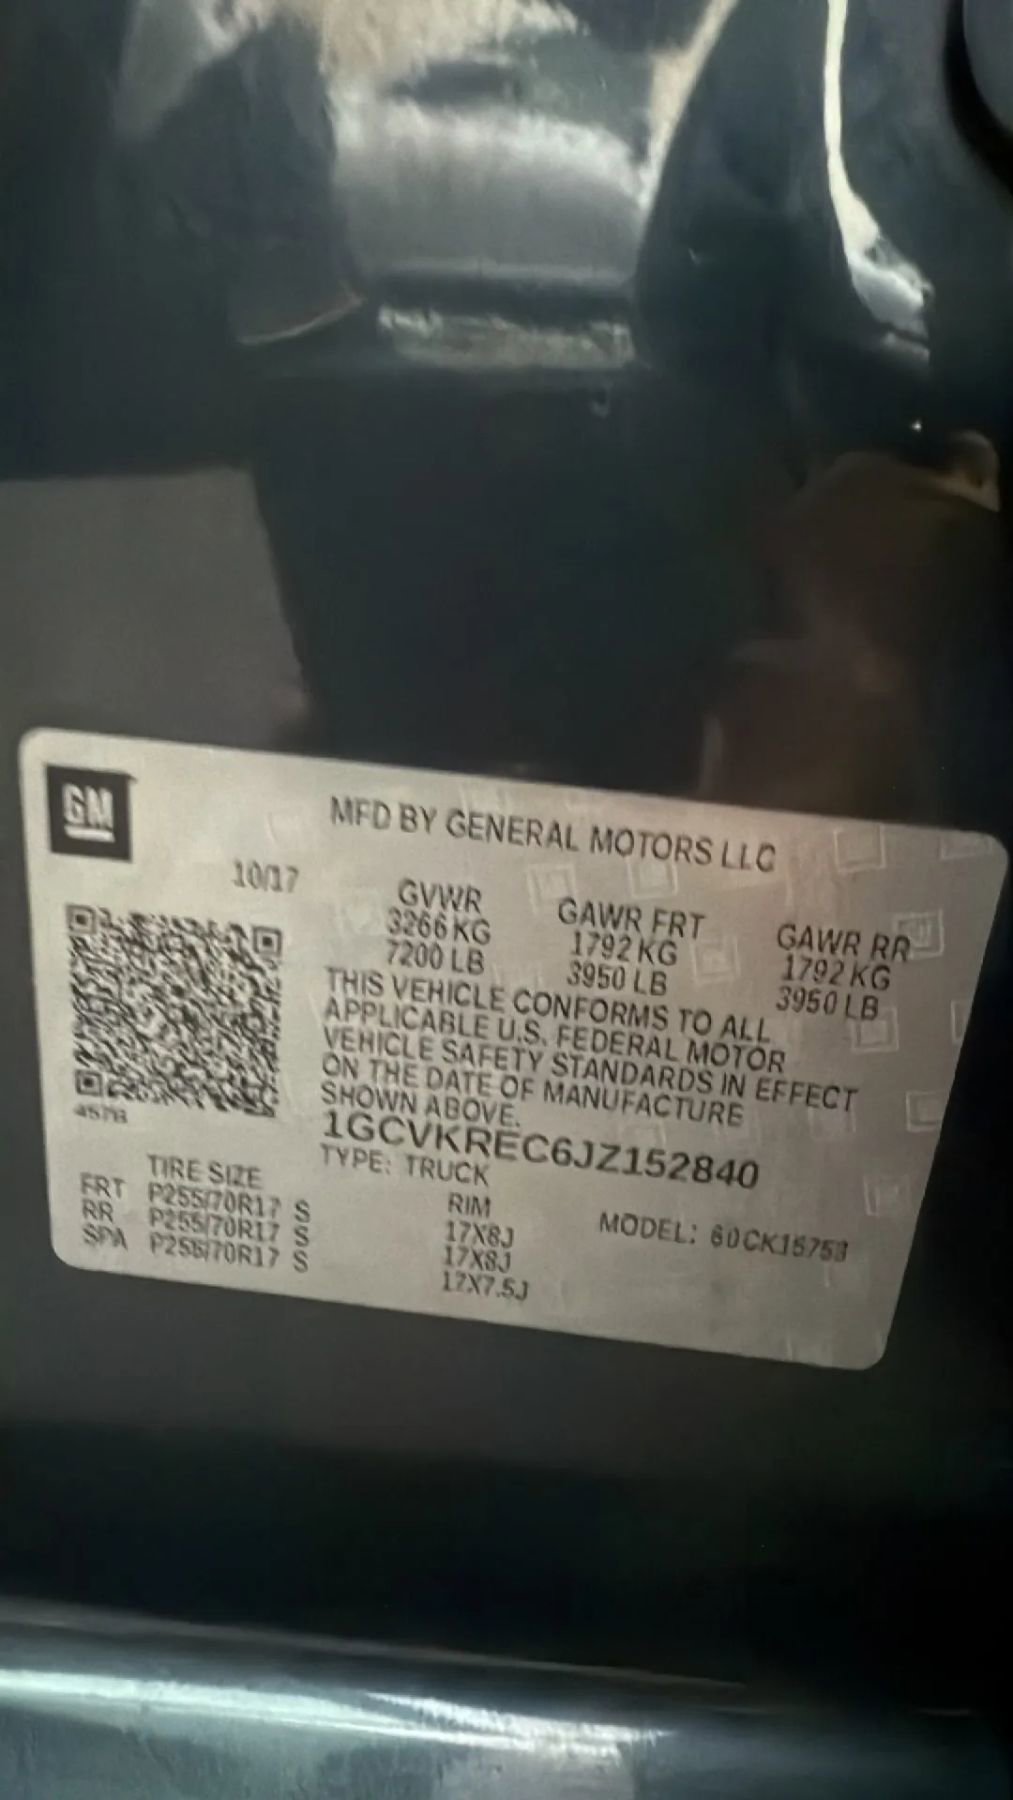 GM
MFD BY GENERAL MOTORS LLC
10/17
GVWR GAWR FRT GAWR RR
3266 KG 1792 KG 1792 KG
7200 LB 3950 LB 3950 LB
THIS VEHICLE CONFORMS TO ALL
APPLICABLE U.S. FEDERAL MOTOR
VEHICLE SAFETY STANDARDS IN EFFECT
ON THE DATE OF MANUFACTURE
SHOWN ABOVE.
1GCVKREC6JZ152840
TYPE: TRUCK
MODEL: 60CK15753
TIRE SIZE RIM
FRT P255/70R17 S 17X8J
RR P255/70R17 S 17X8J
SPA P255/70R17 S 17X7.5J